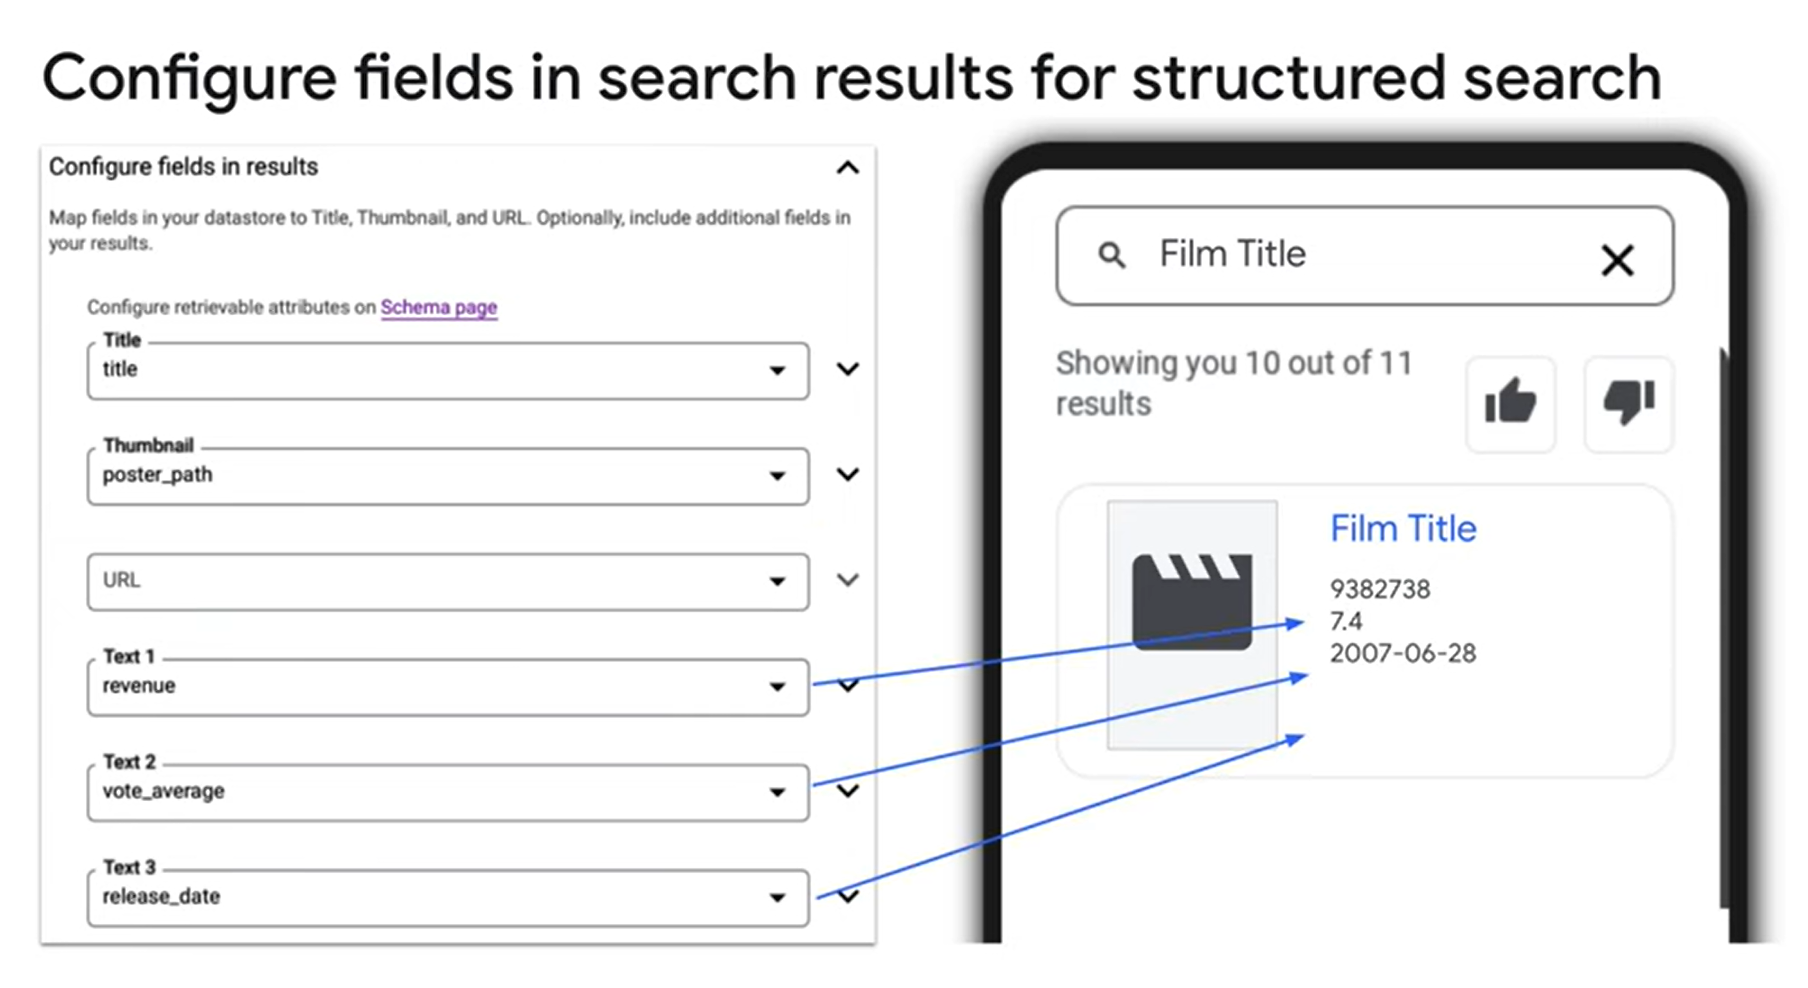 Configure fields in search results for structured search
Configure fields in results
Map fields in your datastore to Title, Thumbnail, and URL. Optionally, include additional fields in
your results.
Configure retrievable attributes on Schema page
Title
title
Thumbnail
poster_path
URL
Text 1
revenue
Text 2
vote_average
Text 3
release_date
Film Title
Showing you 10 out of 11
results
Film Title
9382738
7.4
2007-06-28